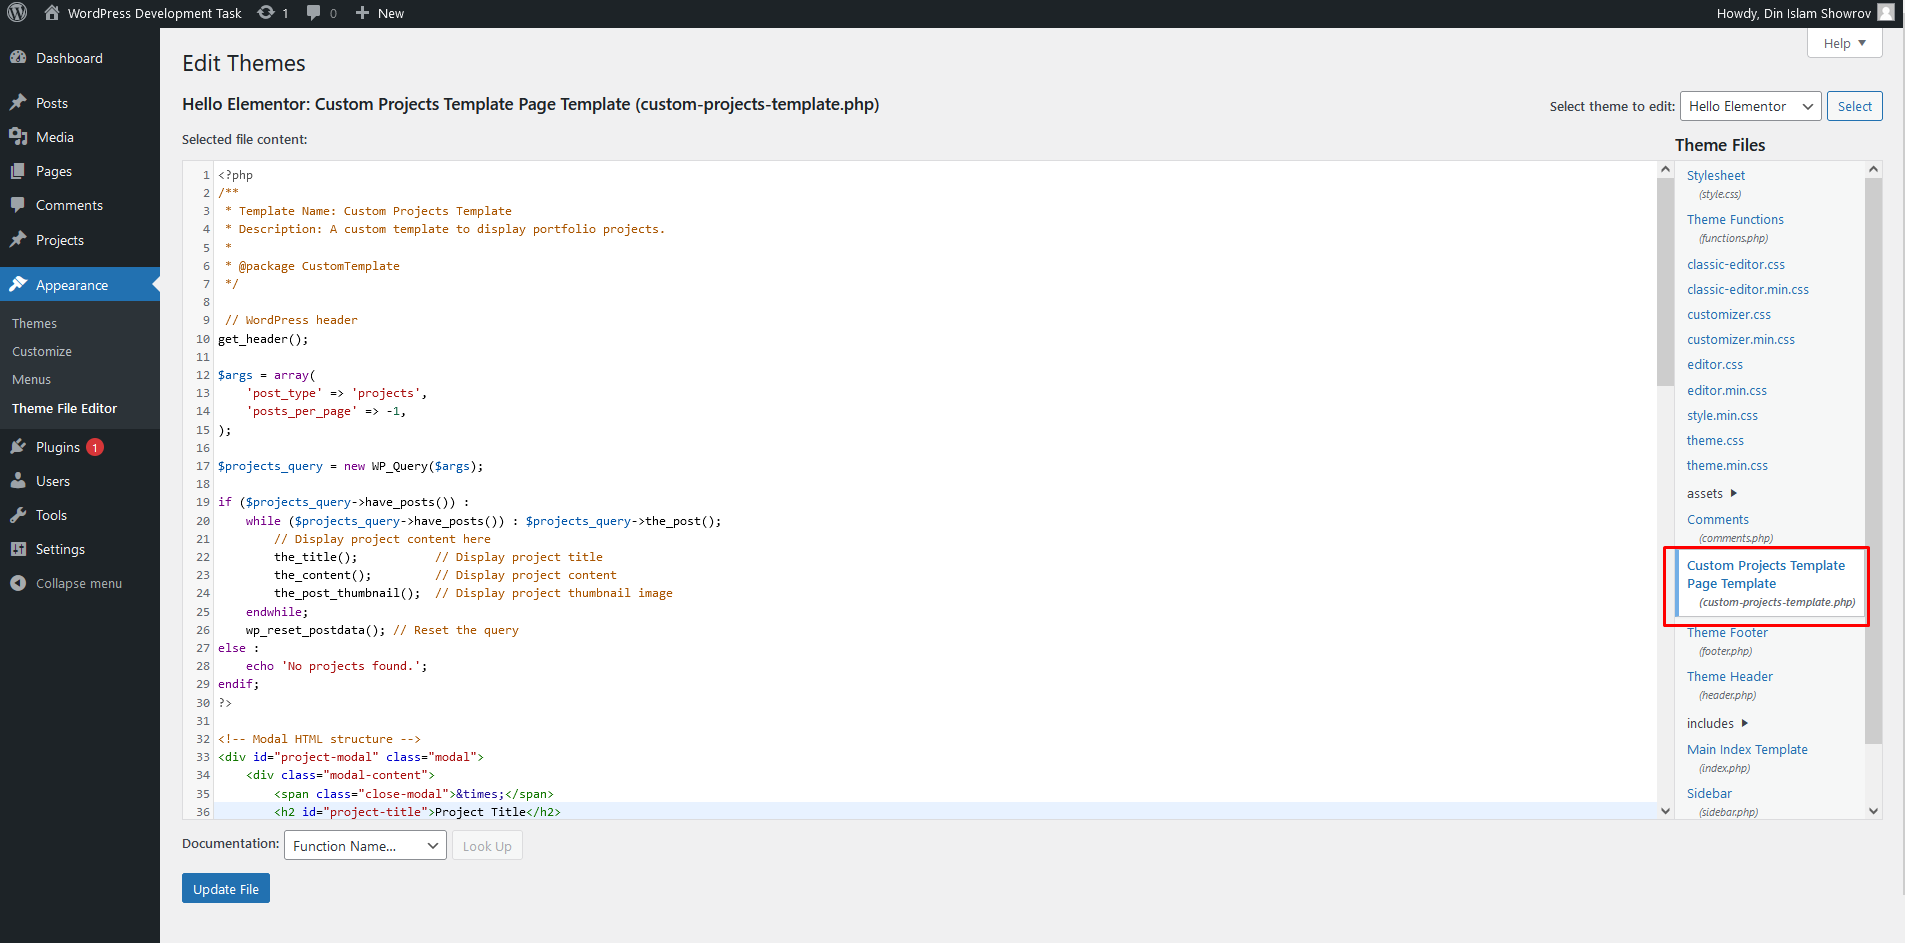 WordPress Development Task 1 0 New Howdy, Din Islam Showrov
Help
Dashboard
Posts
Media
Pages
Comments
Projects
Appearance
Themes
Customize
Menus
Theme File Editor
Plugins 1
Users
Tools
Settings
Collapse menu
Edit Themes
Hello Elementor: Custom Projects Template Page Template (custom-projects-template.php)
Select theme to edit: Hello Elementor Select
Selected file content:
1 <?php
2 /**
3  * Template Name: Custom Projects Template
4  * Description: A custom template to display portfolio projects.
5  *
6  * @package CustomTemplate
7  */
8
9  // WordPress header
10 get_header();
11
12 $args = array(
13     'post_type' => 'projects',
14     'posts_per_page' => -1,
15 );
16
17 $projects_query = new WP_Query($args);
18
19 if ($projects_query->have_posts()) :
20     while ($projects_query->have_posts()) : $projects_query->the_post();
21         // Display project content here
22         the_title();           // Display project title
23         the_content();         // Display project content
24         the_post_thumbnail();  // Display project thumbnail image
25     endwhile;
26     wp_reset_postdata(); // Reset the query
27 else :
28     echo 'No projects found.';
29 endif;
30 ?>
31
32 <!-- Modal HTML structure -->
33 <div id="project-modal" class="modal">
34     <div class="modal-content">
35         <span class="close-modal">&times;</span>
36         <h2 id="project-title">Project Title</h2>
Theme Files
Stylesheet
(style.css)
Theme Functions
(functions.php)
classic-editor.css
classic-editor.min.css
customizer.css
customizer.min.css
editor.css
editor.min.css
style.min.css
theme.css
theme.min.css
assets
Comments
(comments.php)
Custom Projects Template
Page Template
(custom-projects-template.php)
Theme Footer
(footer.php)
Theme Header
(header.php)
includes
Main Index Template
(index.php)
Sidebar
(sidebar.php)
Documentation: Function Name... Look Up
Update File